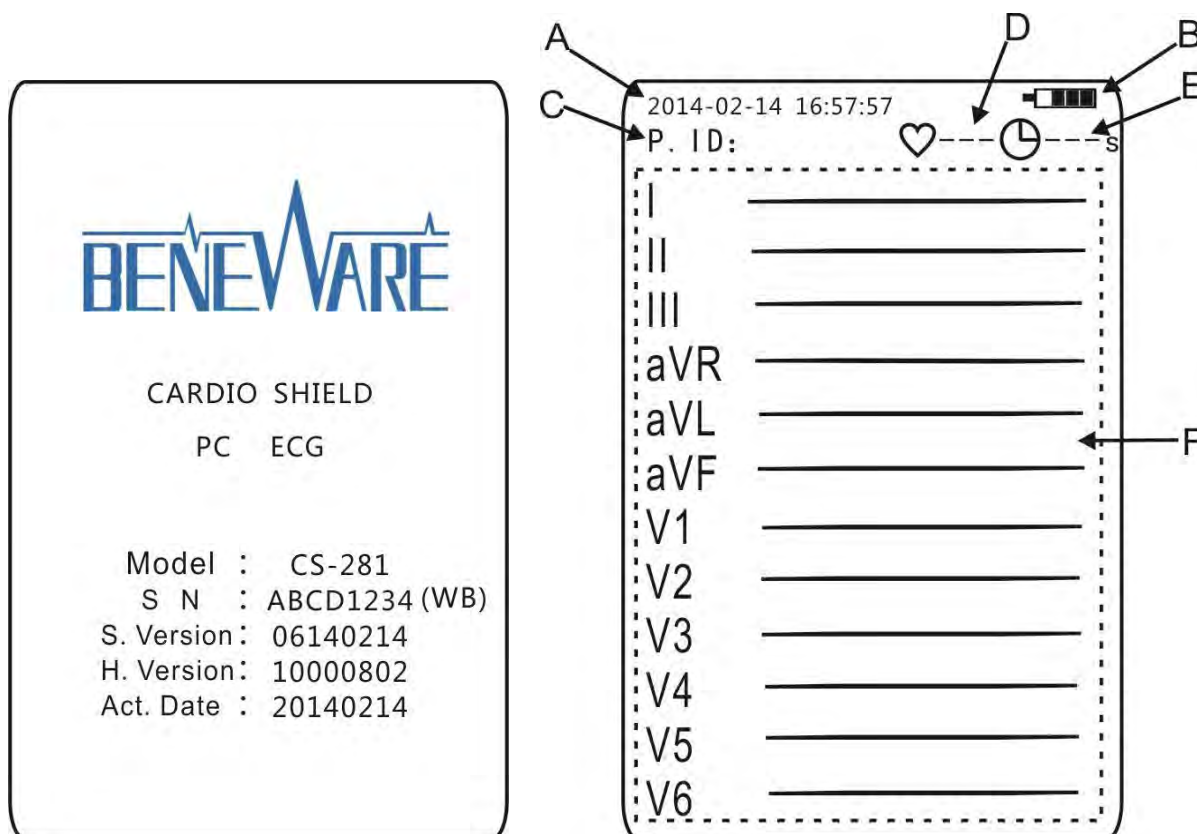 BENEWARE
CARDIO SHIELD
PC ECG
Model : CS-281
S N : ABCD1234 (WB)
S. Version: 06140214
H. Version: 10000802
Act. Date : 20140214
A
B
C
D
E
F
2014-02-14 16:57:57
P. ID:
--- ---s
I
II
III
aVR
aVL
aVF
V1
V2
V3
V4
V5
V6